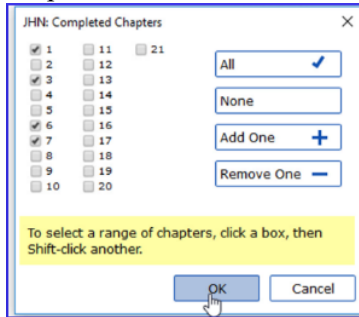 JHN: Completed Chapters
1 11 21
2 12
3 13
4 14
5 15
6 16
7 17
8 18
9 19
10 20
All
None
Add One
Remove One
To select a range of chapters, click a box, then
Shift-click another.
OK Cancel